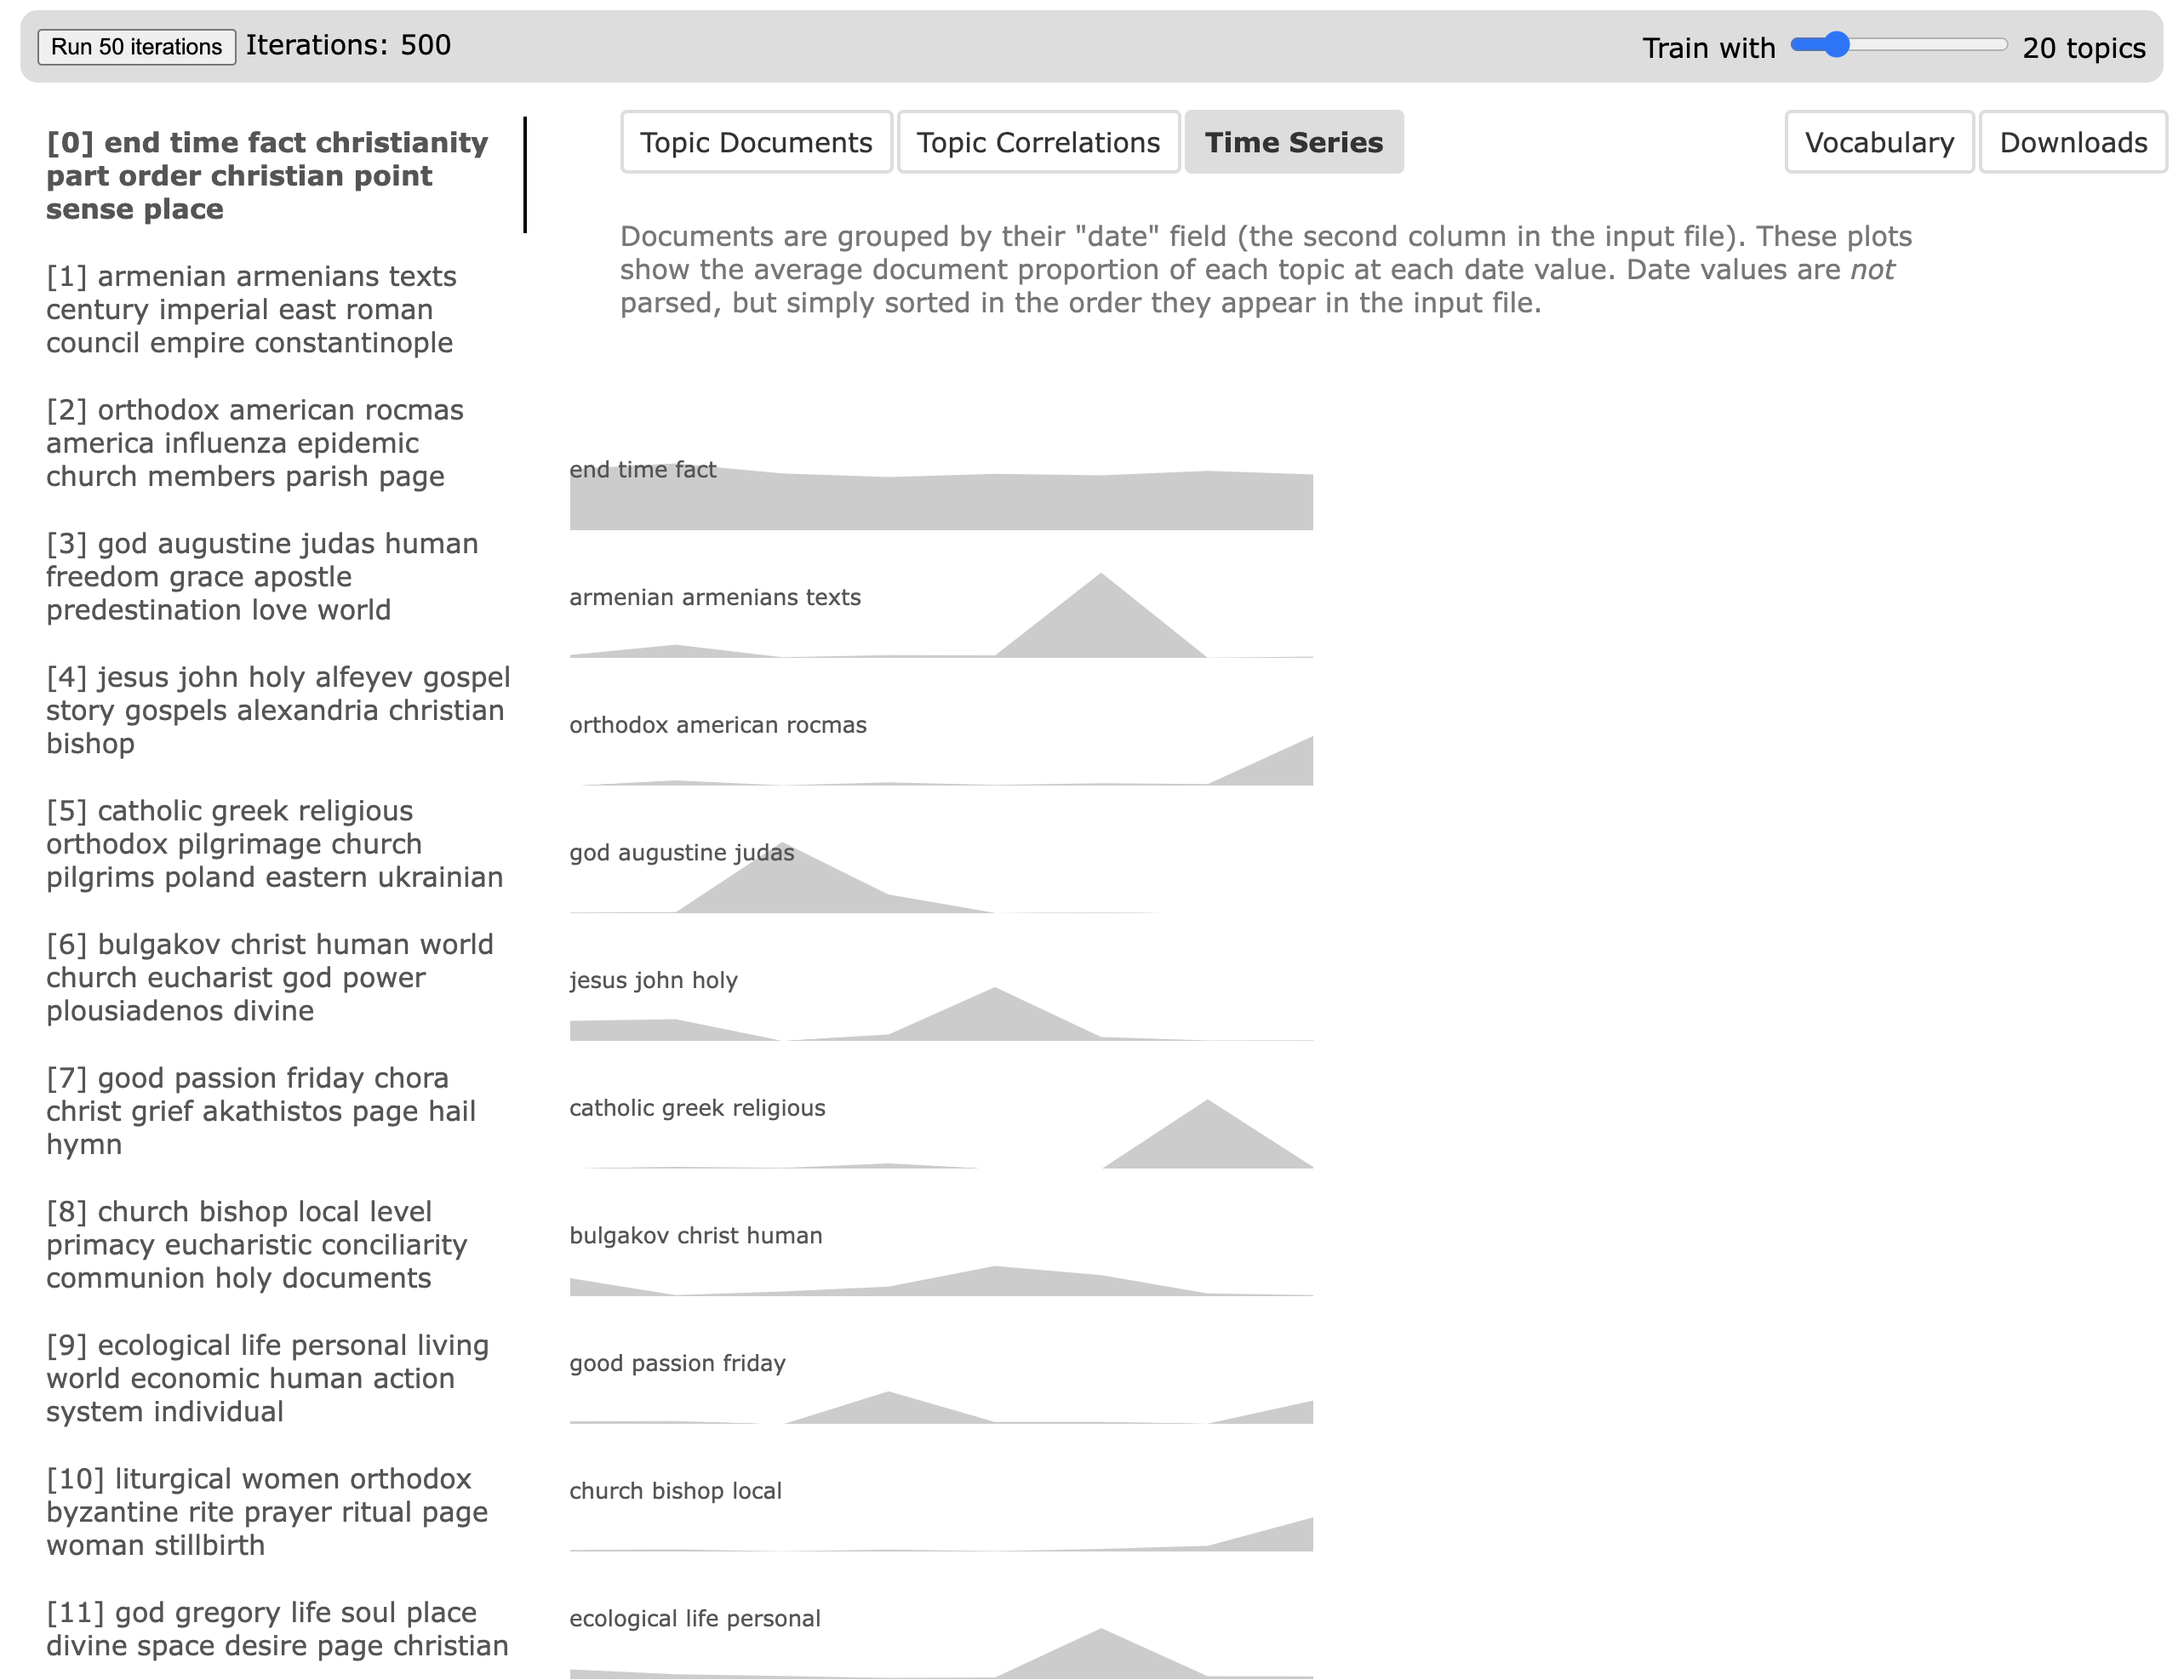 Run 50 iterations Iterations: 500
Train with 20 topics
[0] end time fact christianity
part order christian point
sense place
[1] armenian armenians texts
century imperial east roman
council empire constantinople
[2] orthodox american rocmas
america influenza epidemic
church members parish page
[3] god augustine judas human
freedom grace apostle
predestination love world
[4] jesus john holy alfeyev gospel
story gospels alexandria christian
bishop
[5] catholic greek religious
orthodox pilgrimage church
pilgrims poland eastern ukrainian
[6] bulgakov christ human world
church eucharist god power
plousiadenos divine
[7] good passion friday chora
christ grief akathistos page hail
hymn
[8] church bishop local level
primacy eucharistic conciliarity
communion holy documents
[9] ecological life personal living
world economic human action
system individual
[10] liturgical women orthodox
byzantine rite prayer ritual page
woman stillbirth
[11] god gregory life soul place
divine space desire page christian
Topic Documents Topic Correlations Time Series
Vocabulary Downloads
Documents are grouped by their "date" field (the second column in the input file). These plots
show the average document proportion of each topic at each date value. Date values are not
parsed, but simply sorted in the order they appear in the input file.
end time fact
armenian armenians texts
orthodox american rocmas
god augustine judas
jesus john holy
catholic greek religious
bulgakov christ human
good passion friday
church bishop local
ecological life personal